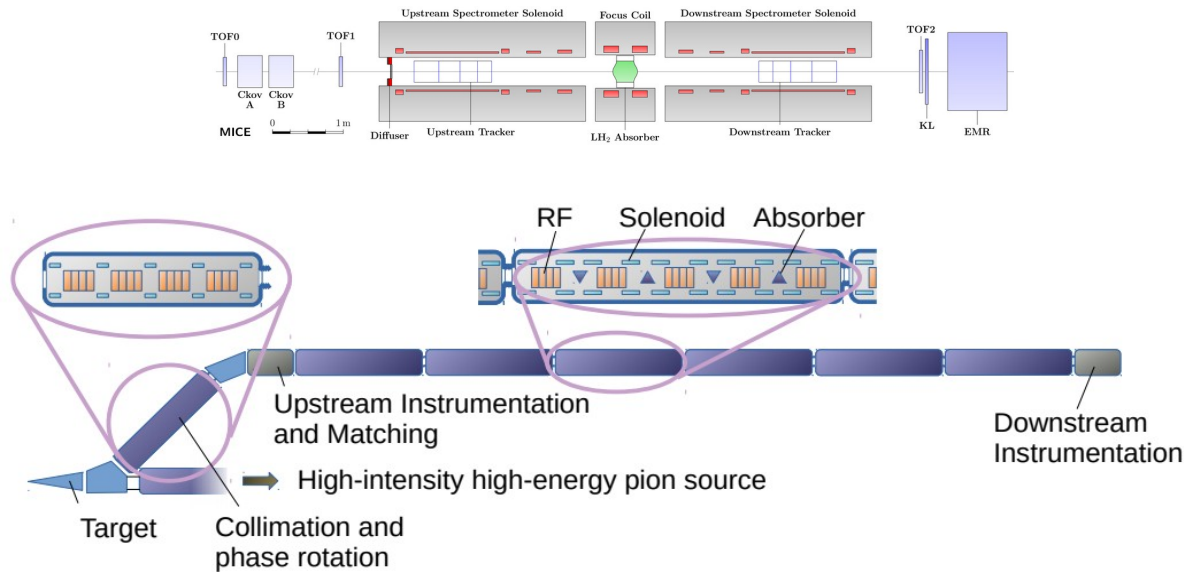 Upstream Spectrometer Solenoid
Focus Coil
Downstream Spectrometer Solenoid
TOF0
TOF1
TOF2
Ckov
A
Ckov
B
MICE
0
1 m
Diffuser
Upstream Tracker
LH₂ Absorber
Downstream Tracker
KL
EMR
RF
Solenoid
Absorber
Upstream Instrumentation
and Matching
Downstream
Instrumentation
High-intensity high-energy pion source
Target
Collimation and
phase rotation